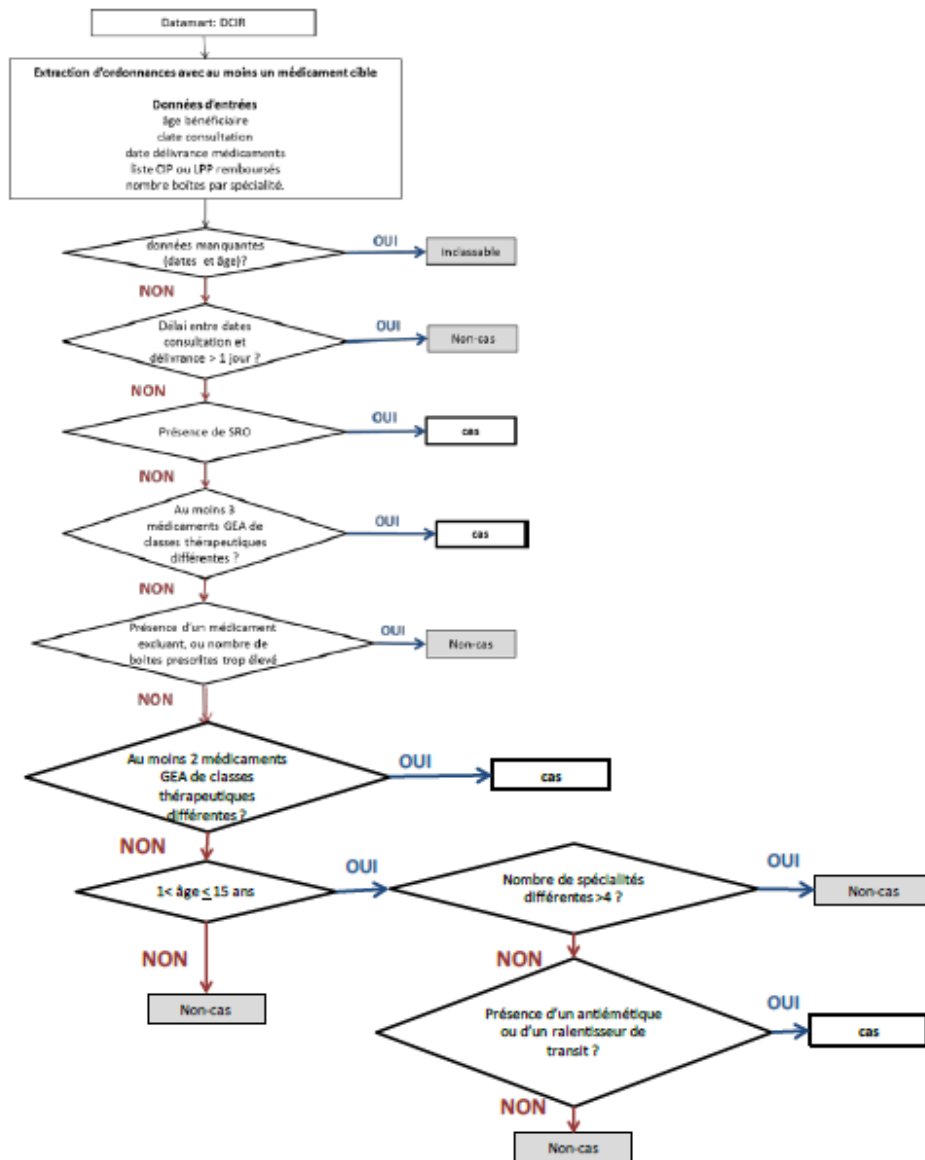 Datamart: DCIR
Extraction d'ordonnances avec au moins un médicament cible
Données d'entrées
âge bénéficiaire
date consultation
date délivrance médicaments
liste CIP ou LPP remboursés
nombre boîtes par spécialité.
données manquantes
(dates et âge)?
OUI
Inclassable
NON
Délai entre dates
consultation et
délivrance > 1 jour ?
OUI
Non-cas
NON
Présence de SRO
OUI
cas
NON
Au moins 3
médicaments GEA de
classes thérapeutiques
différentes ?
OUI
cas
NON
Présence d'un médicament
excluant, ou nombre de
boites prescrites trop élevé
OUI
Non-cas
NON
Au moins 2 médicaments
GEA de classes
thérapeutiques
différentes ?
OUI
cas
NON
1< âge ≤ 15 ans
OUI
Nombre de spécialités
différentes >4 ?
OUI
Non-cas
NON
Non-cas
NON
Présence d'un antiémétique
ou d'un ralentisseur de
transit ?
OUI
cas
NON
Non-cas